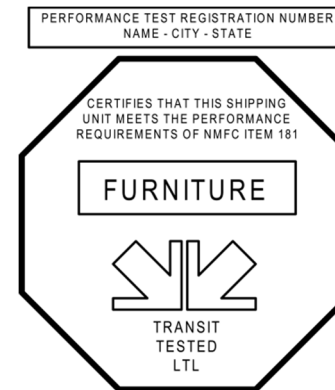 PERFORMANCE TEST REGISTRATION NUMBER
NAME - CITY - STATE
CERTIFIES THAT THIS SHIPPING
UNIT MEETS THE PERFORMANCE
REQUIREMENTS OF NMFC ITEM 181
FURNITURE
TRANSIT
TESTED
LTL